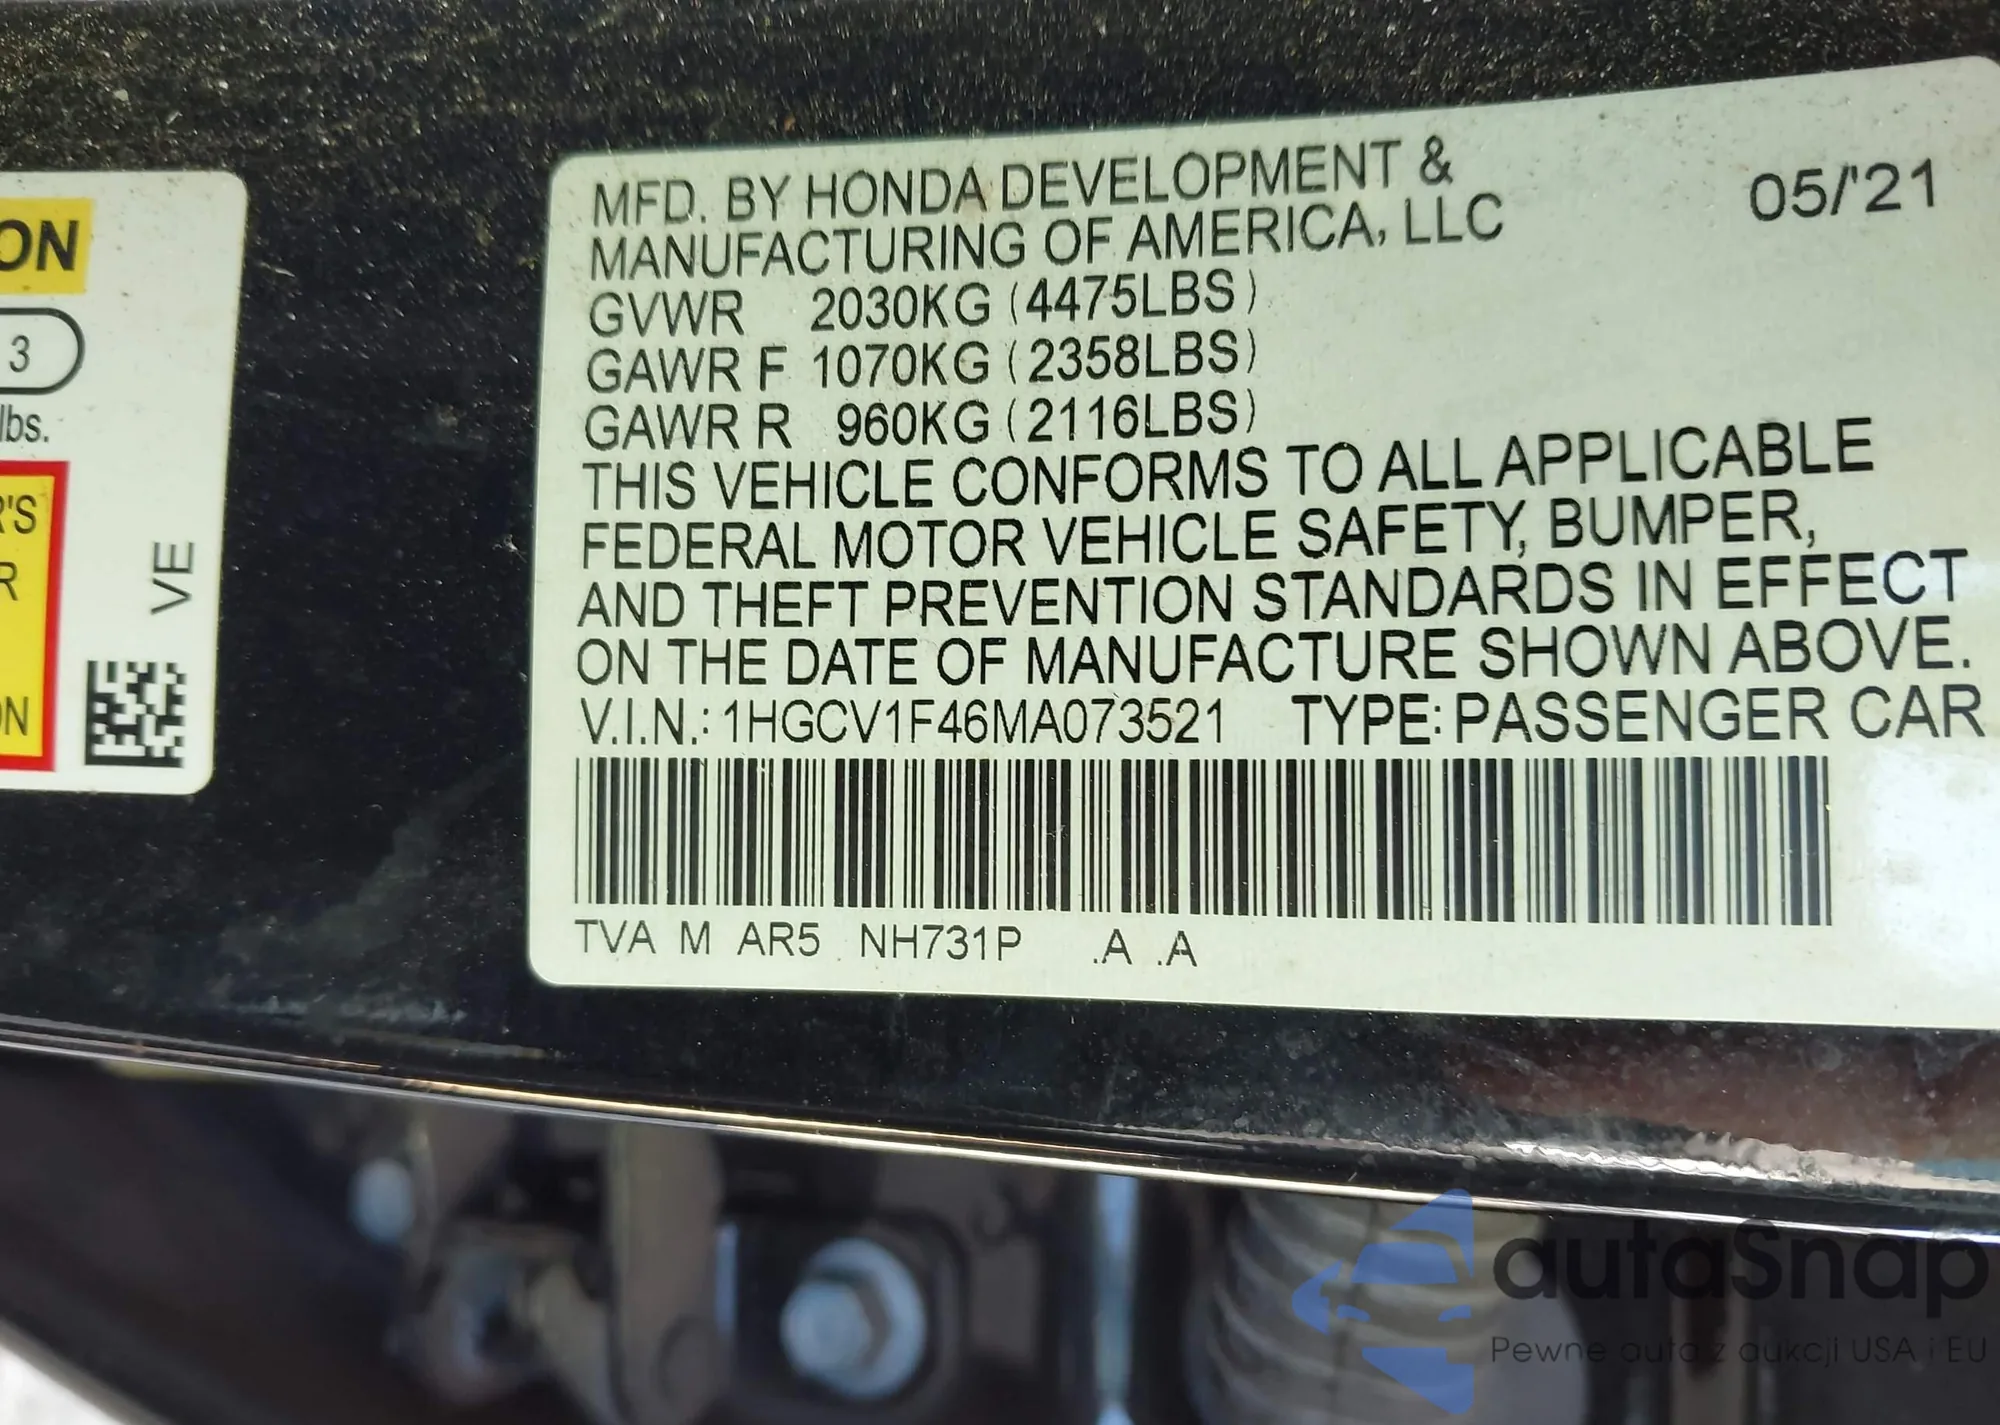 ON
3
lbs.
R'S
R
ON
VE
MFD. BY HONDA DEVELOPMENT &
MANUFACTURING OF AMERICA, LLC
05/'21
GVWR 2030KG (4475LBS)
GAWR F 1070KG (2358LBS)
GAWR R 960KG (2116LBS)
THIS VEHICLE CONFORMS TO ALL APPLICABLE
FEDERAL MOTOR VEHICLE SAFETY, BUMPER,
AND THEFT PREVENTION STANDARDS IN EFFECT
ON THE DATE OF MANUFACTURE SHOWN ABOVE.
V.I.N.: 1HGCV1F46MA073521 TYPE: PASSENGER CAR
TVA M AR5 NH731P .A .A
autaSnap
Pewne auta z aukcji USA i EU